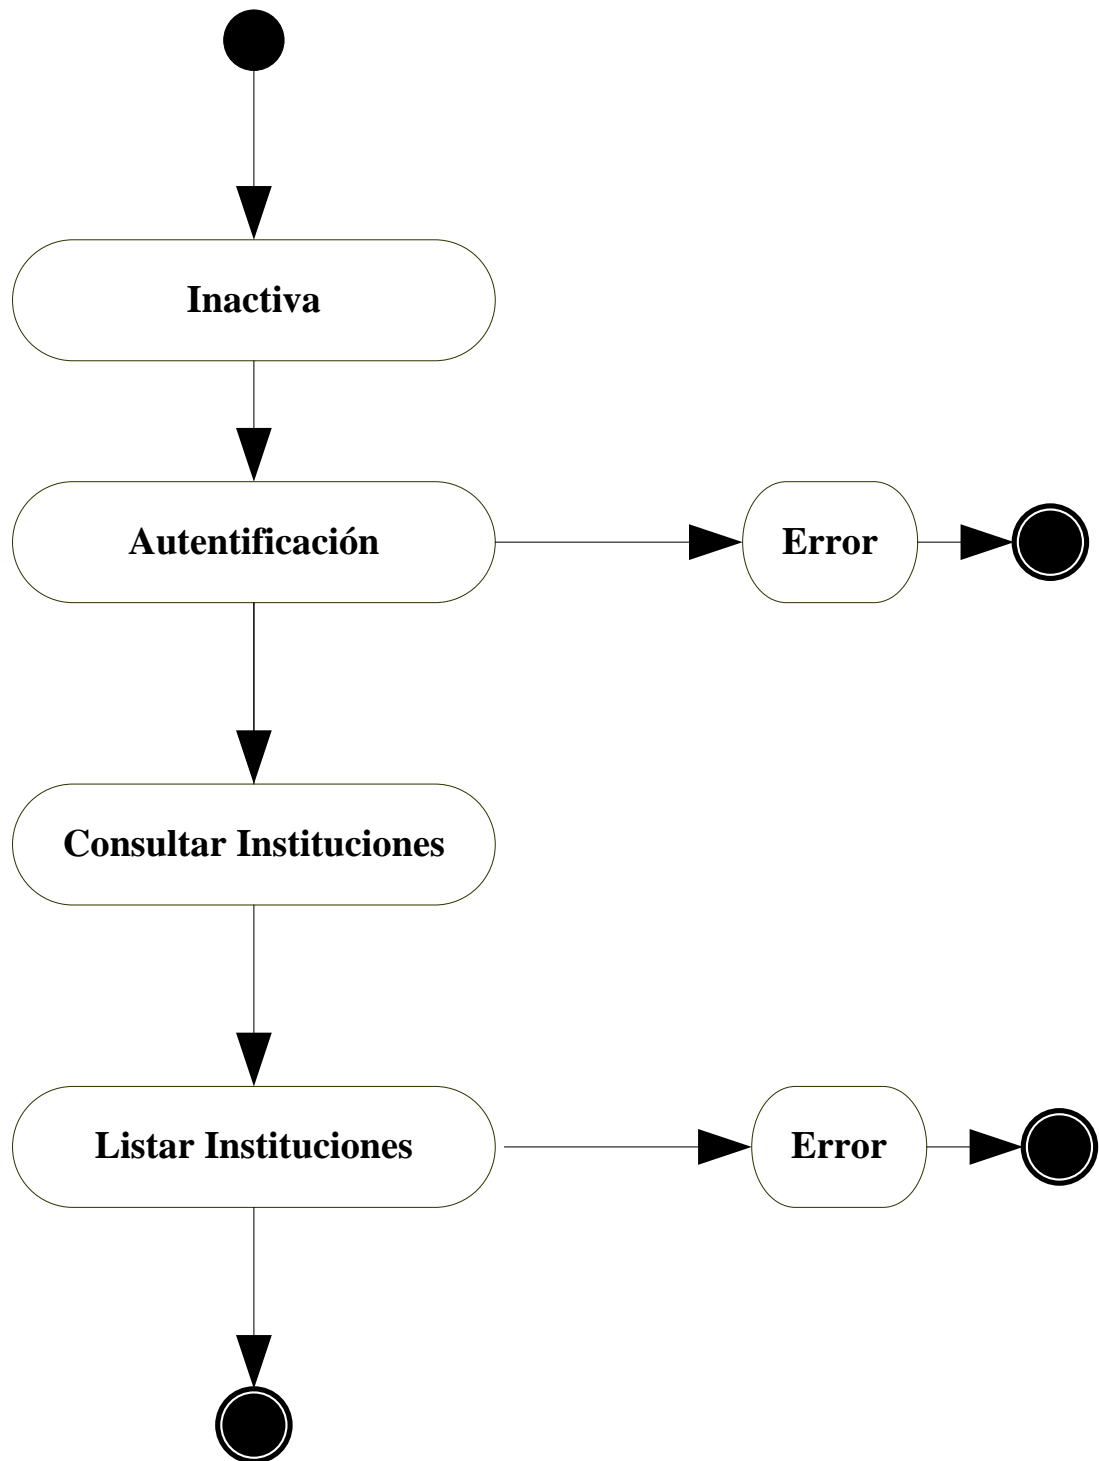 Inactiva
Autentificación
Error
Consultar Instituciones
Listar Instituciones
Error